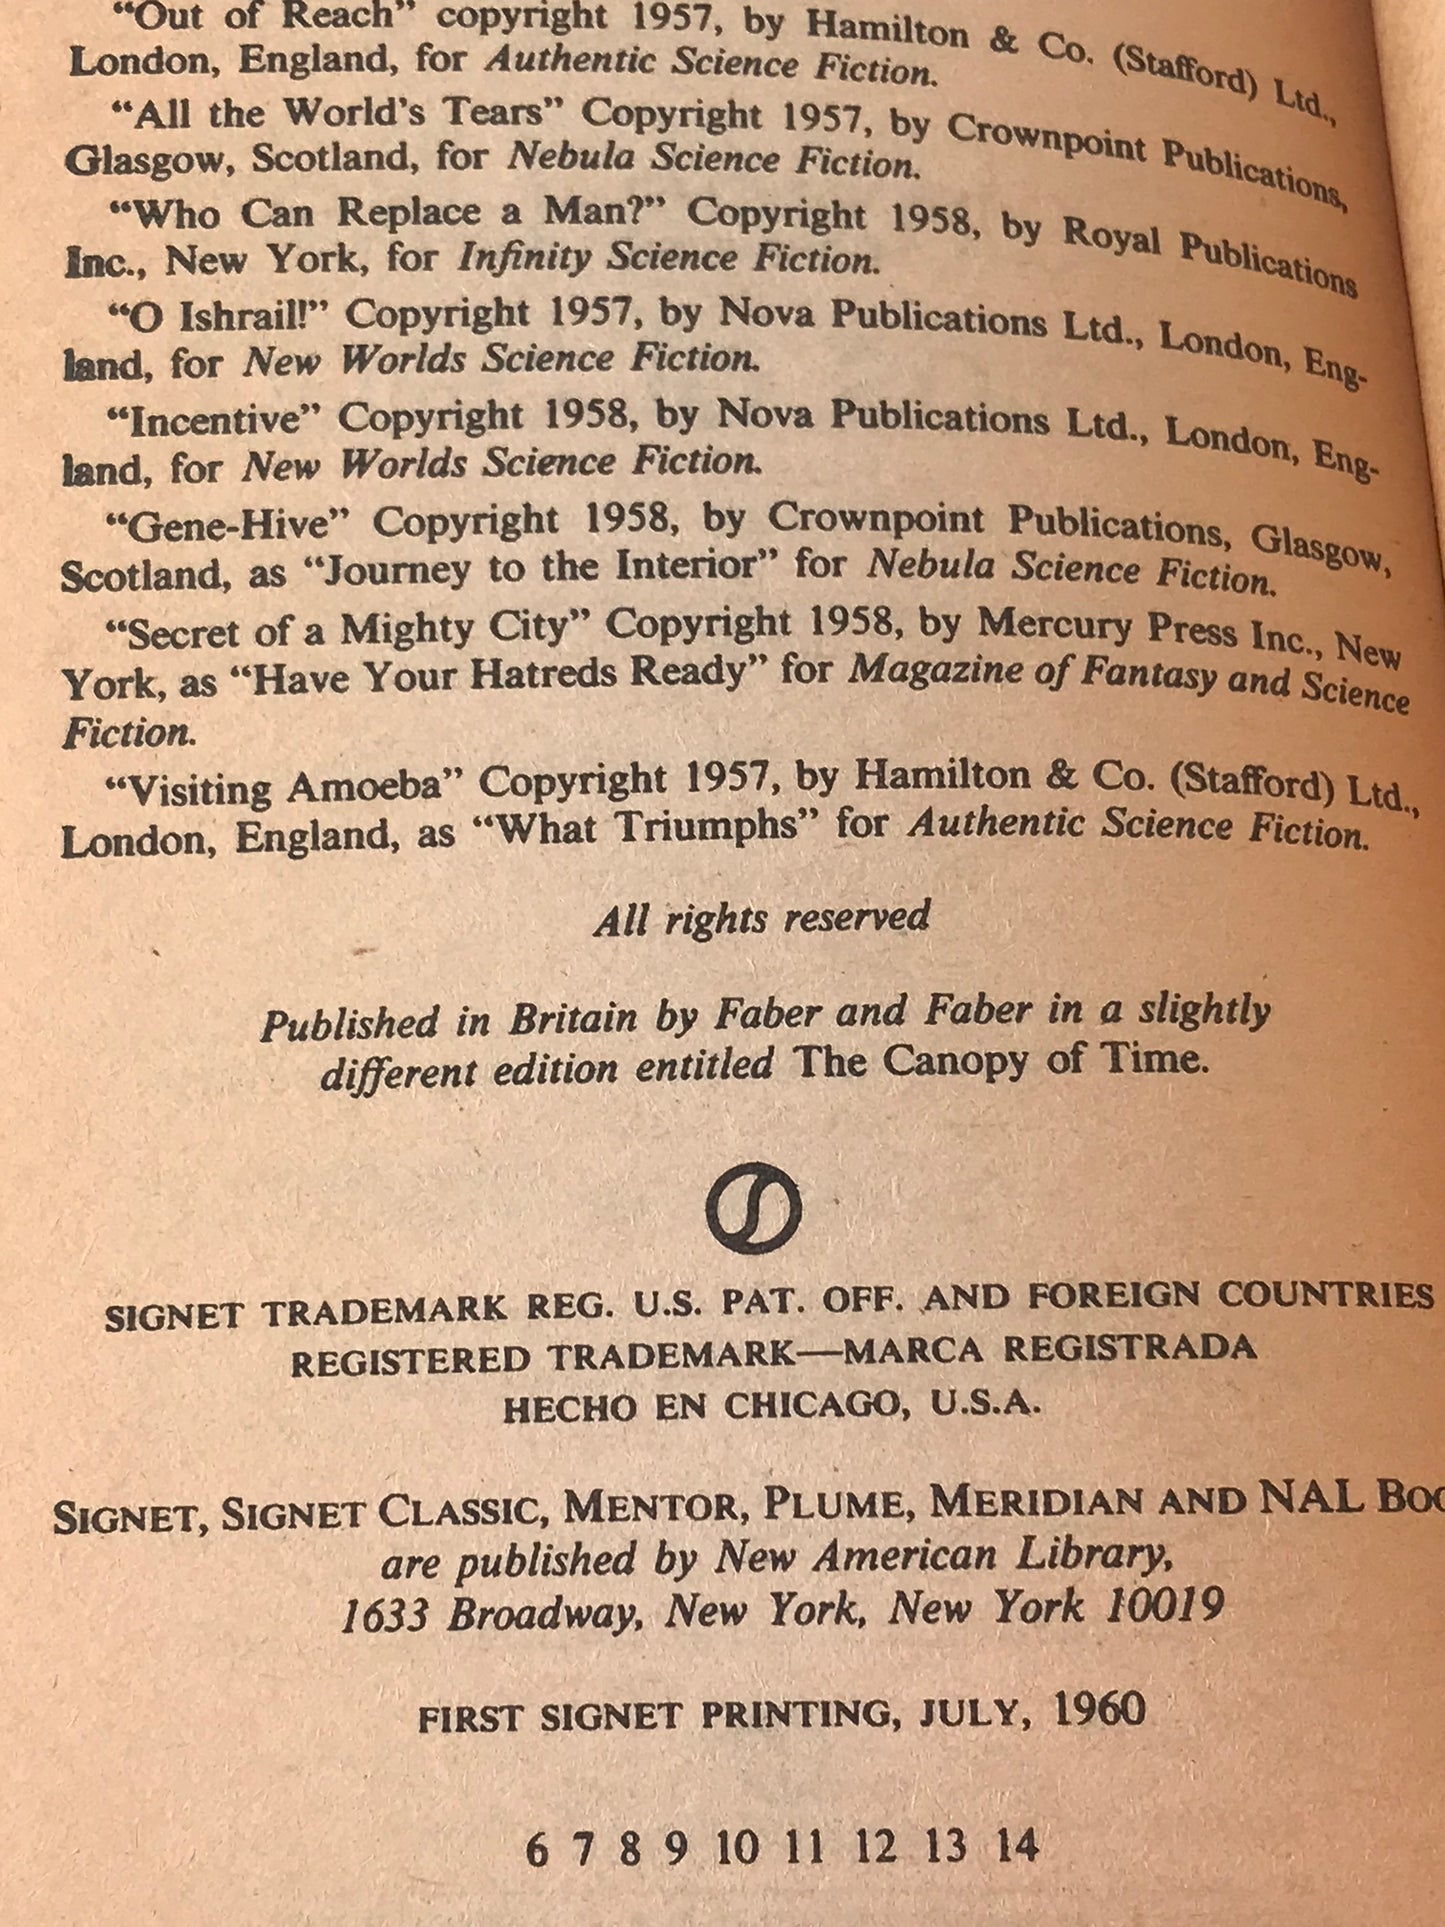 “Out of Reach” copyright 1957, by Hamilton & Co. (Stafford) Ltd.,
London, England, for Authentic Science Fiction.
“All the World's Tears” Copyright 1957, by Crownpoint Publications,
Glasgow, Scotland, for Nebula Science Fiction.
“Who Can Replace a Man?” Copyright 1958, by Royal Publications
Inc., New York, for Infinity Science Fiction.
“O Ishrail!” Copyright 1957, by Nova Publications Ltd., London, Eng-
land, for New Worlds Science Fiction.
“Incentive” Copyright 1958, by Nova Publications Ltd., London, Eng-
land, for New Worlds Science Fiction.
“Gene-Hive” Copyright 1958, by Crownpoint Publications, Glasgow,
Scotland, as “Journey to the Interior” for Nebula Science Fiction.
“Secret of a Mighty City” Copyright 1958, by Mercury Press Inc., New
York, as “Have Your Hatreds Ready” for Magazine of Fantasy and Science
Fiction.
“Visiting Amoeba” Copyright 1957, by Hamilton & Co. (Stafford) Ltd.,
London, England, as “What Triumphs” for Authentic Science Fiction.
All rights reserved
Published in Britain by Faber and Faber in a slightly
different edition entitled The Canopy of Time.
SIGNET TRADEMARK REG. U.S. PAT. OFF. AND FOREIGN COUNTRIES
REGISTERED TRADEMARK—MARCA REGISTRADA
HECHO EN CHICAGO, U.S.A.
SIGNET, SIGNET CLASSIC, MENTOR, PLUME, MERIDIAN AND NAL
are published by New American Library,
1633 Broadway, New York, New York 10019
FIRST SIGNET PRINTING, JULY, 1960
6 7 8 9 10 11 12 13 14